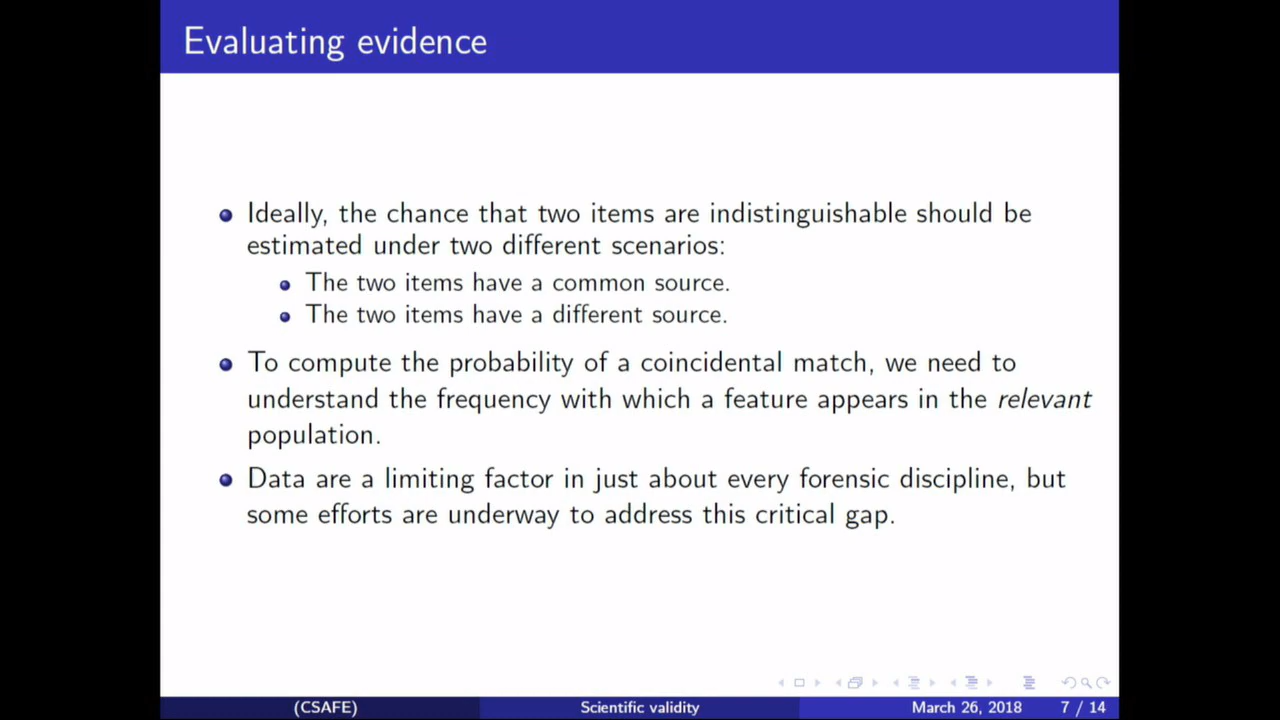 Evaluating evidence
Ideally, the chance that two items are indistinguishable should be
estimated under two different scenarios:
The two items have a common source.
The two items have a different source.
To compute the probability of a coincidental match, we need to
understand the frequency with which a feature appears in the relevant
population.
Data are a limiting factor in just about every forensic discipline, but
some efforts are underway to address this critical gap.
(CSAFE) Scientific validity March 26, 2018 7 / 14